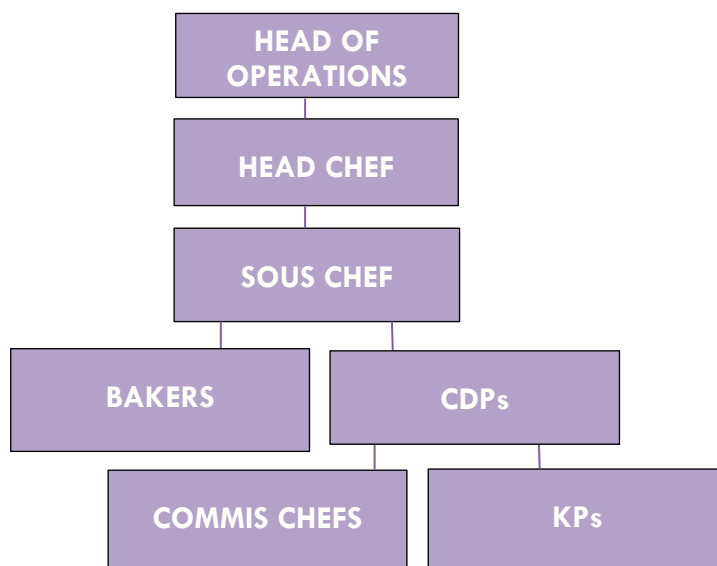 HEAD OF
OPERATIONS
HEAD CHEF
SOUS CHEF
BAKERS
CDPs
COMMIS CHEFS
KPs